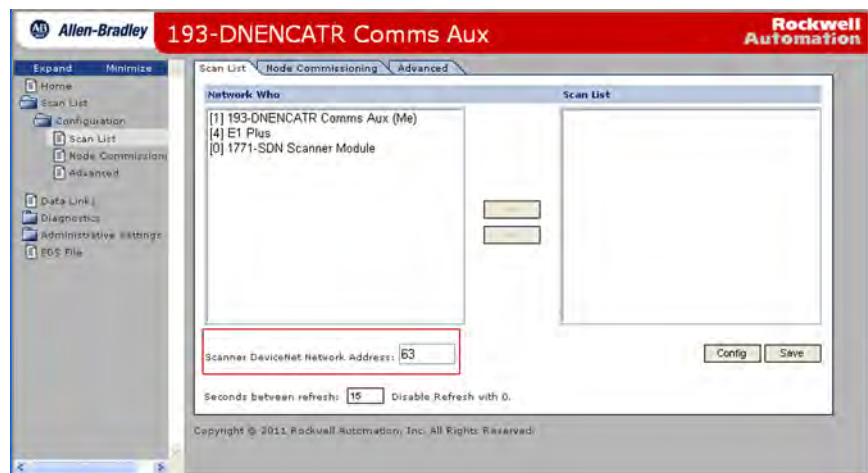 Allen-Bradley
193-DNENCATR Comms Aux
Rockwell
Automation
Expand Minimize
Home
Scan List
Configuration
Scan List
Node Commission
Advanced
Data Links
Diagnostics
Administrative Settings
EDS File
Scan List Node Commissioning Advanced
Network Who Scan List
[1] 193-DNENCATR Comms Aux (Me)
[4] E1 Plus
[0] 1771-SDN Scanner Module
Scanner DeviceNet Network Address: 63
Config Save
Seconds between refresh: 15 Disable Refresh with 0.
Copyright © 2011 Rockwell Automation, Inc. All Rights Reserved.